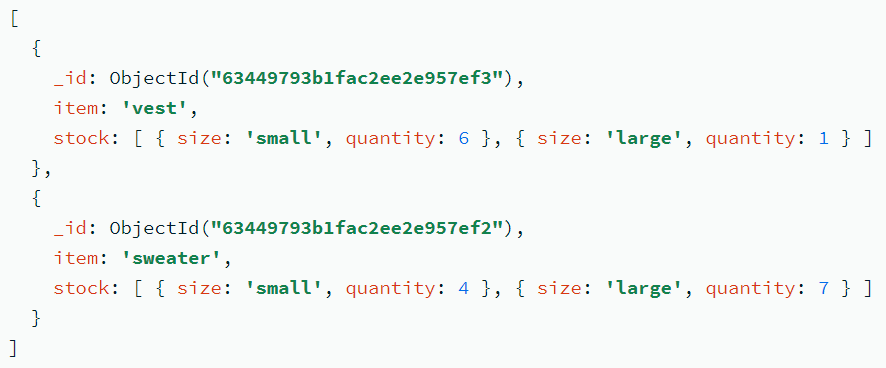 [
  {
    _id: ObjectId("63449793b1fac2ee2e957ef3"),
    item: 'vest',
    stock: [ { size: 'small', quantity: 6 }, { size: 'large', quantity: 1 } ]
  },
  {
    _id: ObjectId("63449793b1fac2ee2e957ef2"),
    item: 'sweater',
    stock: [ { size: 'small', quantity: 4 }, { size: 'large', quantity: 7 } ]
  }
]